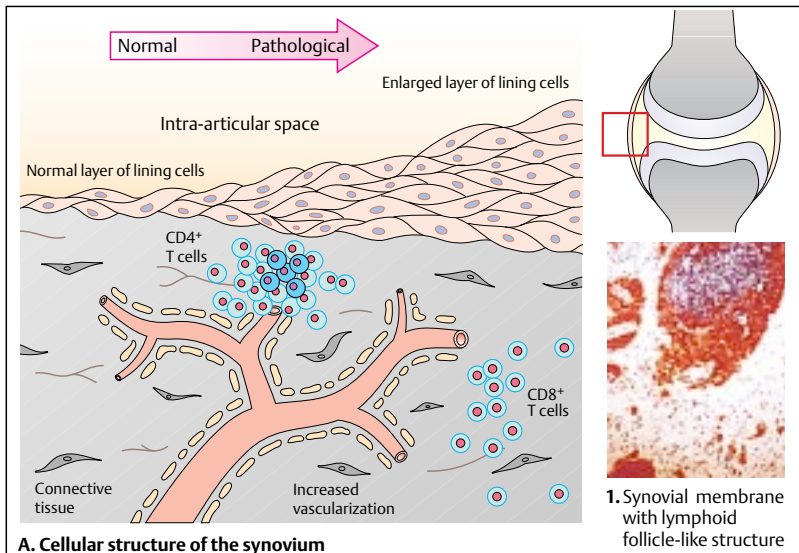 Normal Pathological
Enlarged layer of lining cells
Intra-articular space
Normal layer of lining cells
CD4+
T cells
CD8+
T cells
Connective
tissue
Increased
vascularization
A. Cellular structure of the synovium
1. Synovial membrane
with lymphoid
follicle-like structure